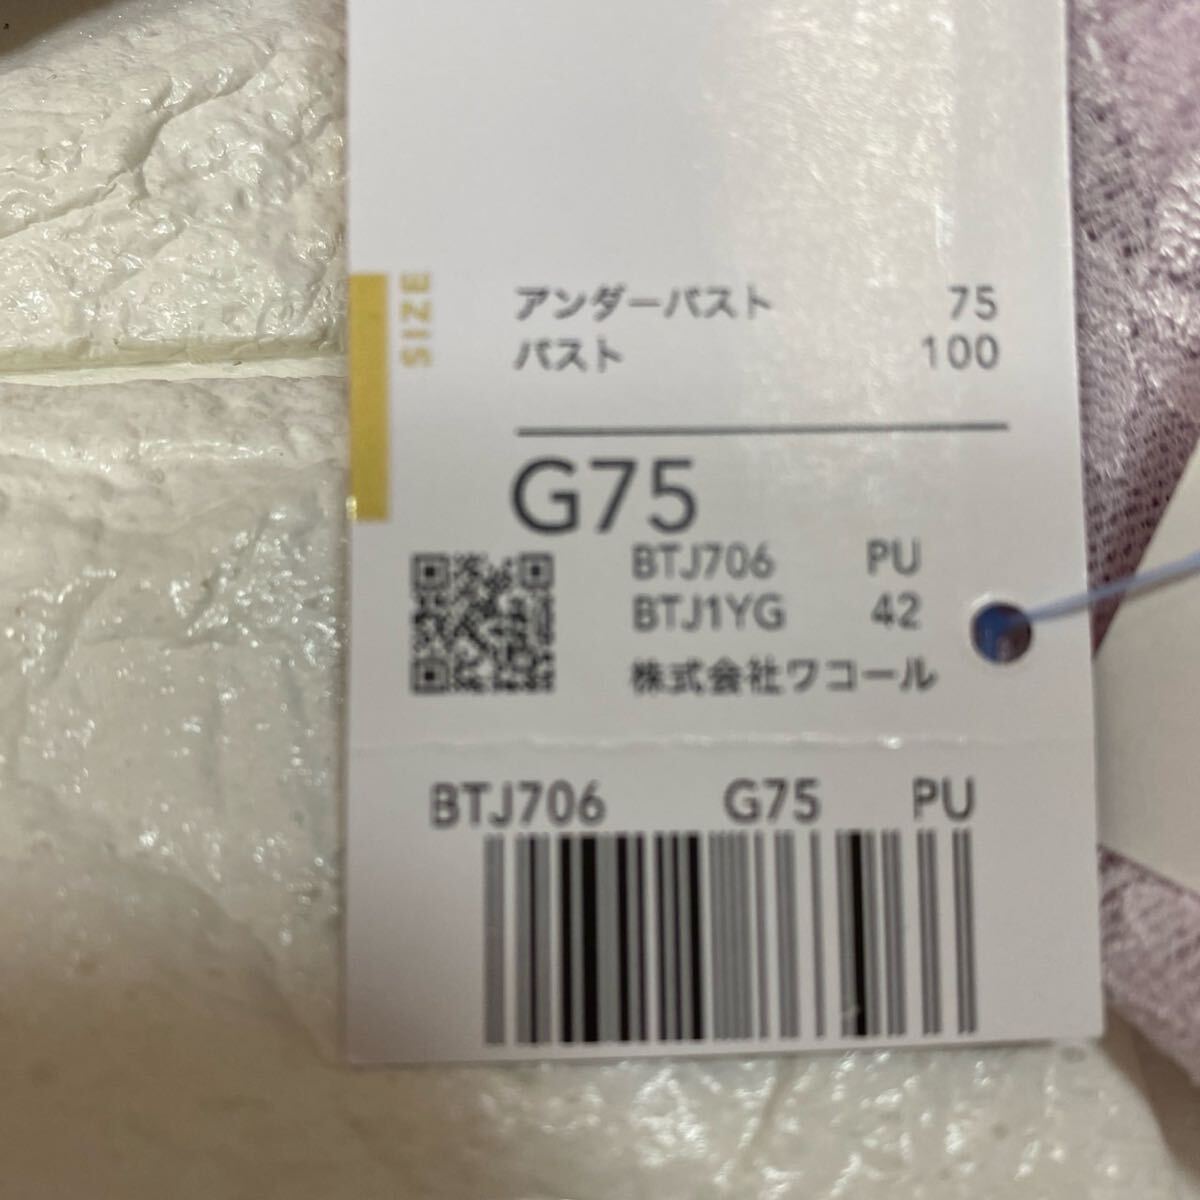 SIZE
アンダーバスト 75
バスト 100
G75
BTJ706 PU
BTJ1YG 42
株式会社ワコール
BTJ706 G75 PU